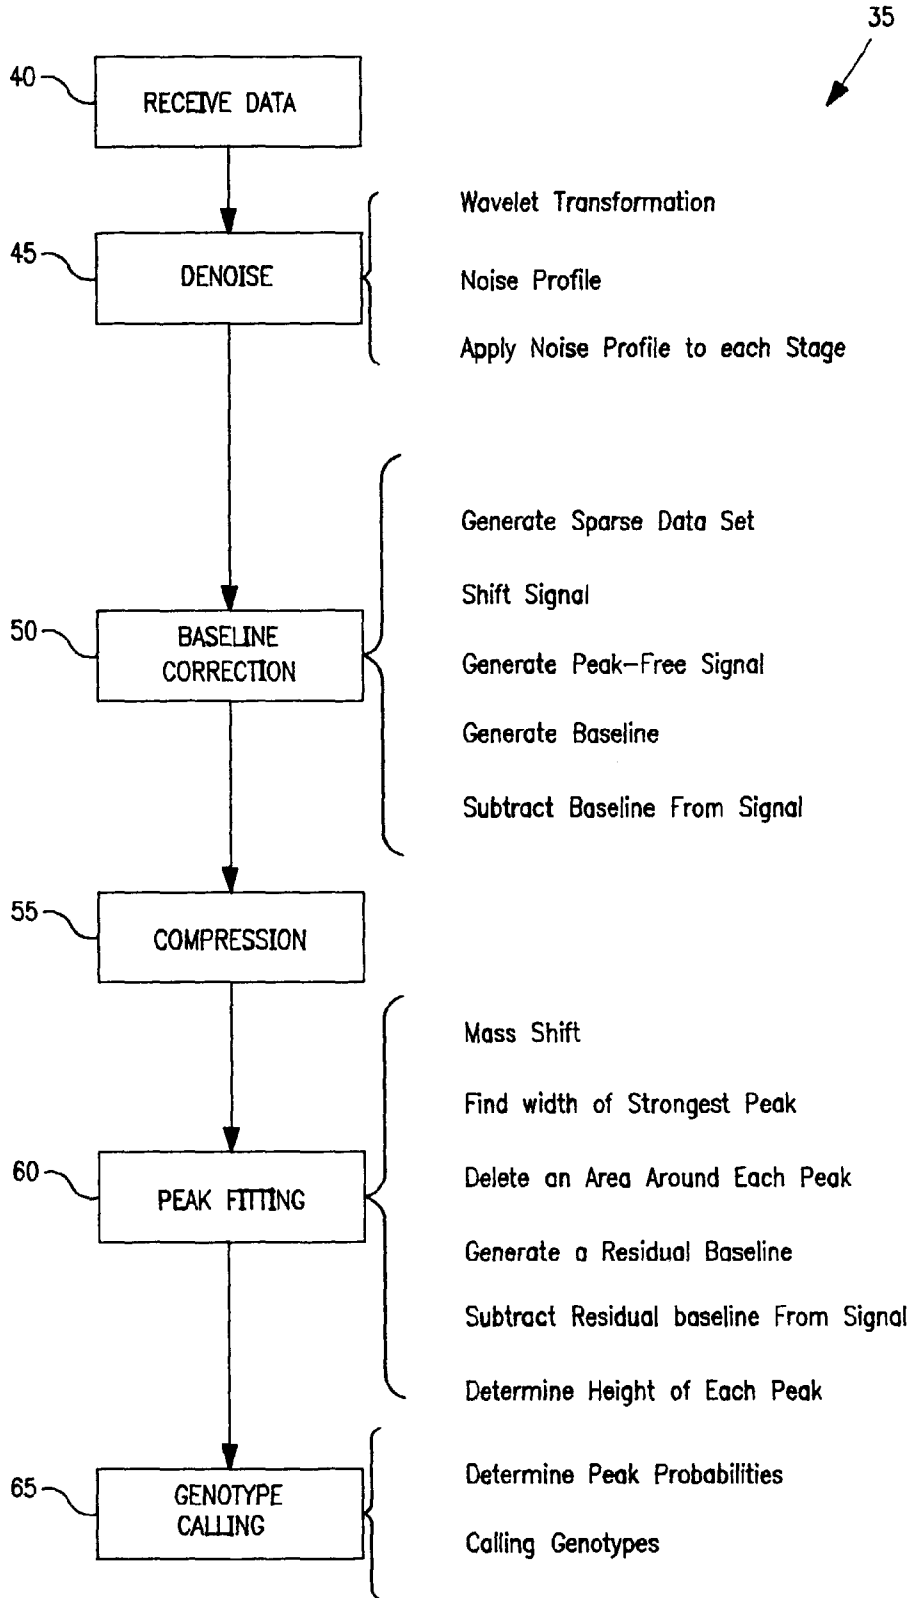 35
40
RECEIVE DATA
45
DENOISE
Wavelet Transformation
Noise Profile
Apply Noise Profile to each Stage
50
BASELINE
CORRECTION
Generate Sparse Data Set
Shift Signal
Generate Peak-Free Signal
Generate Baseline
Subtract Baseline From Signal
55
COMPRESSION
60
PEAK FITTING
Mass Shift
Find width of Strongest Peak
Delete an Area Around Each Peak
Generate a Residual Baseline
Subtract Residual baseline From Signal
Determine Height of Each Peak
65
GENOTYPE
CALLING
Determine Peak Probabilities
Calling Genotypes